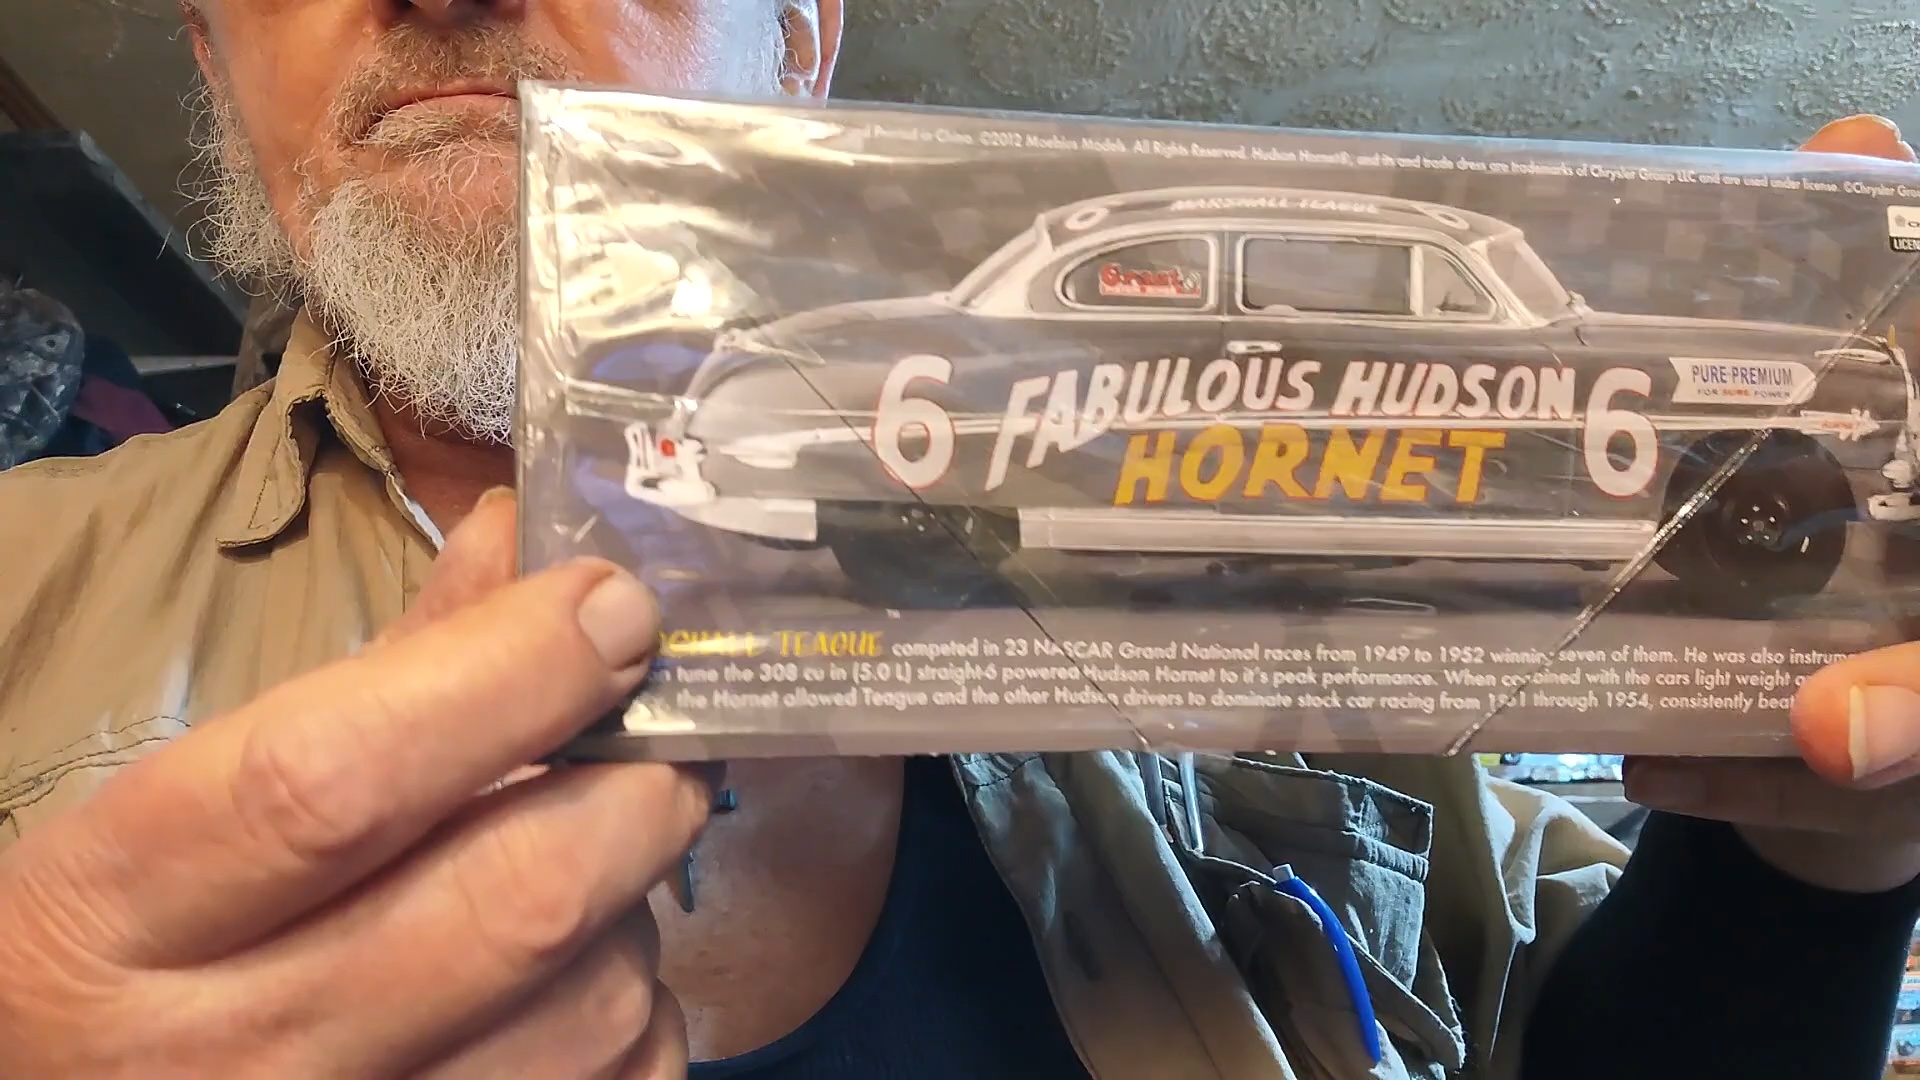 Printed in China. ©2012 Moebius Models. All Rights Reserved. Hudson Hornet®, and its and trade dress are trademarks of Chrysler Group LLC and are used under license. ©Chrysler
MARSHALL TEAGUE
6 FABULOUS HUDSON 6
HORNET
PURE-PREMIUM
FOR SURE POWER
TEAGUE competed in 23 NASCAR Grand National races from 1949 to 1952 winning seven of them. He was also
tune the 308 cu in (5.0 L) straight-6 powered Hudson Hornet to it's peak performance. When combined with the cars light weight
the Hornet allowed Teague and the other Hudson drivers to dominate stock car racing from 1951 through 1954, consistently